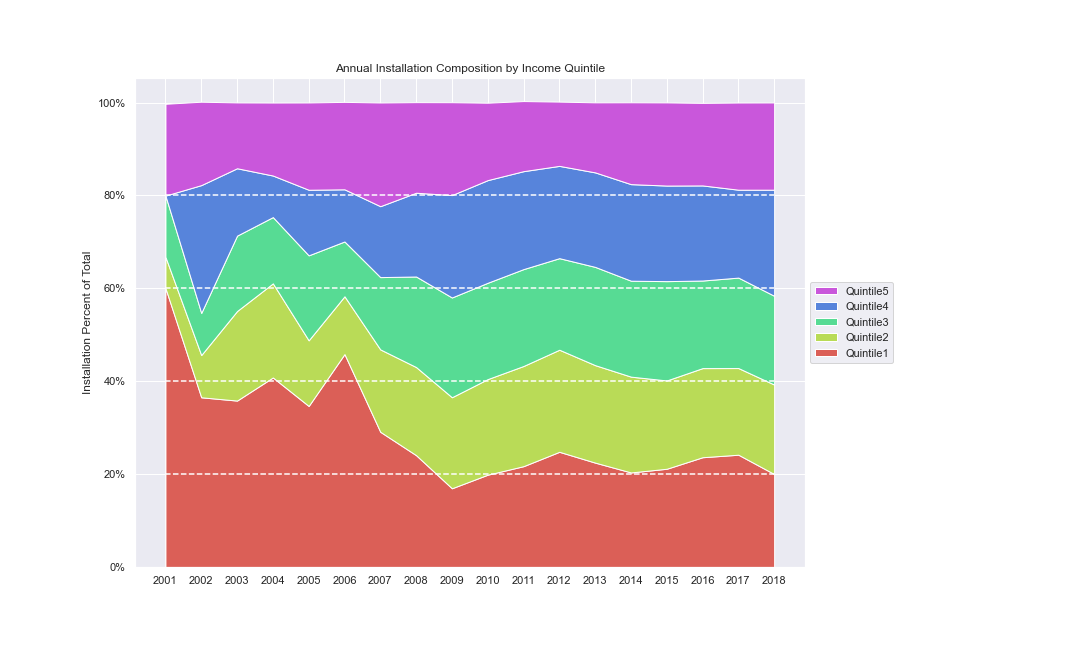 Annual Installation Composition by Income Quintile
100%
80%
60%
40%
20%
0%
Installation Percent of Total
2001 2002 2003 2004 2005 2006 2007 2008 2009 2010 2011 2012 2013 2014 2015 2016 2017 2018
Quintile5
Quintile4
Quintile3
Quintile2
Quintile1